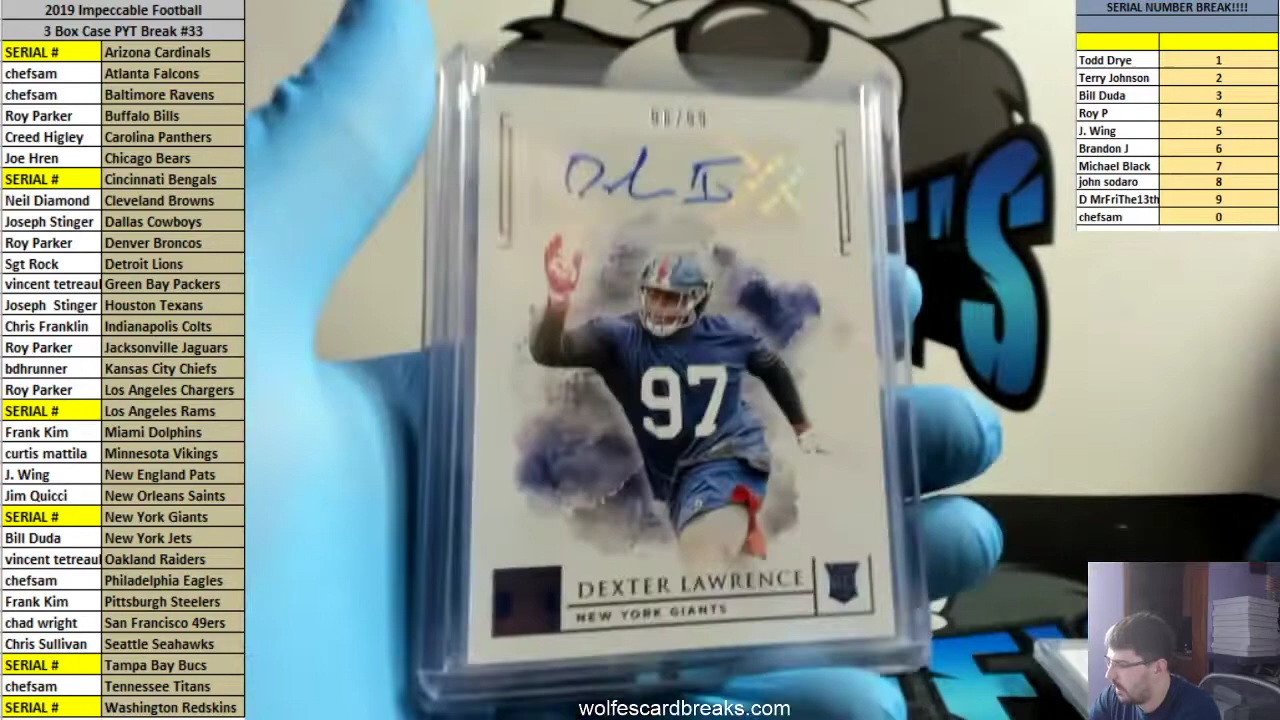 2019 Impeccable Football
3 Box Case PYT Break #33
SERIAL # Arizona Cardinals
chefsam Atlanta Falcons
chefsam Baltimore Ravens
Roy Parker Buffalo Bills
Creed Higley Carolina Panthers
Joe Hren Chicago Bears
SERIAL # Cincinnati Bengals
Neil Diamond Cleveland Browns
Joseph Stinger Dallas Cowboys
Roy Parker Denver Broncos
Sgt Rock Detroit Lions
vincent tetreaul Green Bay Packers
Joseph Stinger Houston Texans
Chris Franklin Indianapolis Colts
Roy Parker Jacksonville Jaguars
bdhrunner Kansas City Chiefs
Roy Parker Los Angeles Chargers
SERIAL # Los Angeles Rams
Frank Kim Miami Dolphins
curtis mattila Minnesota Vikings
J. Wing New England Pats
Jim Quicci New Orleans Saints
SERIAL # New York Giants
Bill Duda New York Jets
vincent tetreaul Oakland Raiders
chefsam Philadelphia Eagles
Frank Kim Pittsburgh Steelers
chad wright San Francisco 49ers
Chris Sullivan Seattle Seahawks
SERIAL # Tampa Bay Bucs
chefsam Tennessee Titans
SERIAL # Washington Redskins
97
DEXTER LAWRENCE
NEW YORK GIANTS
wolfescardbreaks.com
SERIAL NUMBER BREAK!!!!
Todd Drye 1
Terry Johnson 2
Bill Duda 3
Roy P 4
J. Wing 5
Brandon J 6
Michael Black 7
john sodaro 8
D MrFriThe13th 9
chefsam 0